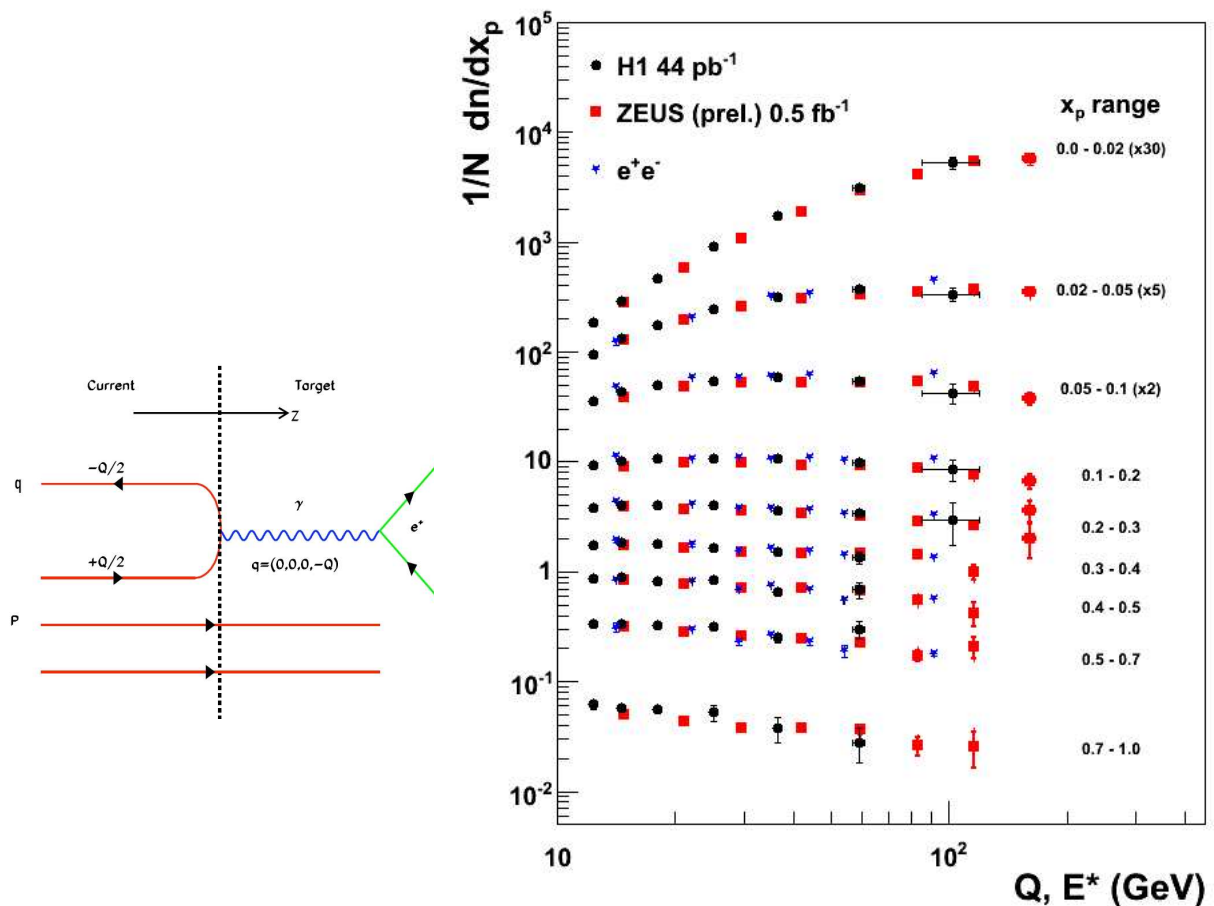 Current Target
Z
-Q/2
q
γ
e⁺
+Q/2
q=(0,0,0,-Q)
P
1/N dn/dxₚ
10⁵
10⁴
10³
10²
10
1
10⁻¹
10⁻²
H1 44 pb⁻¹
ZEUS (prel.) 0.5 fb⁻¹
e⁺e⁻
xₚ range
0.0 - 0.02 (x30)
0.02 - 0.05 (x5)
0.05 - 0.1 (x2)
0.1 - 0.2
0.2 - 0.3
0.3 - 0.4
0.4 - 0.5
0.5 - 0.7
0.7 - 1.0
10 10²
Q, E* (GeV)